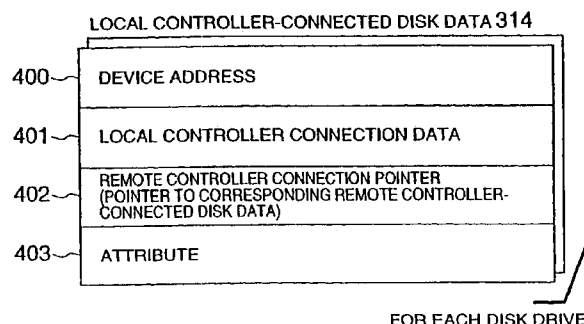 LOCAL CONTROLLER-CONNECTED DISK DATA 314
400 DEVICE ADDRESS
401 LOCAL CONTROLLER CONNECTION DATA
402 REMOTE CONTROLLER CONNECTION POINTER
(POINTER TO CORRESPONDING REMOTE CONTROLLER-
CONNECTED DISK DATA)
403 ATTRIBUTE
FOR EACH DISK DRIVE